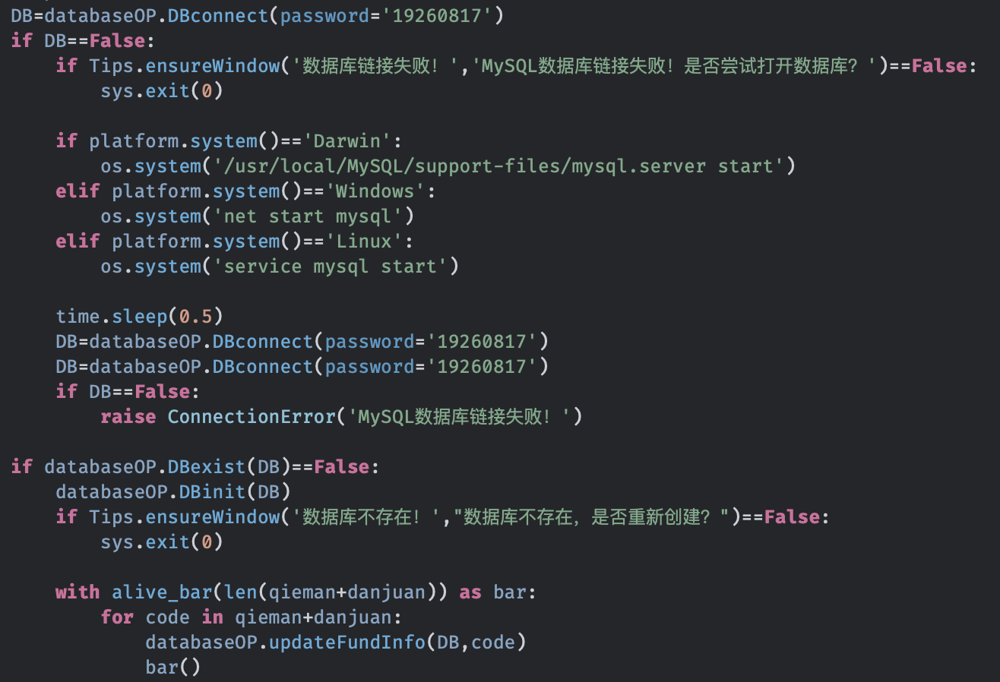 DB=databaseOP.DBconnect(password='19260817')
if DB==False:
    if Tips.ensureWindow('数据库链接失败！','MySQL数据库链接失败！是否尝试打开数据库？')==False:
        sys.exit(0)

    if platform.system()=='Darwin':
        os.system('/usr/local/MySQL/support-files/mysql.server start')
    elif platform.system()=='Windows':
        os.system('net start mysql')
    elif platform.system()=='Linux':
        os.system('service mysql start')

    time.sleep(0.5)
    DB=databaseOP.DBconnect(password='19260817')
    DB=databaseOP.DBconnect(password='19260817')
    if DB==False:
        raise ConnectionError('MySQL数据库链接失败！')

if databaseOP.DBexist(DB)==False:
    databaseOP.DBinit(DB)
    if Tips.ensureWindow('数据库不存在！',"数据库不存在，是否重新创建？")==False:
        sys.exit(0)

    with alive_bar(len(qieman+danjuan)) as bar:
        for code in qieman+danjuan:
            databaseOP.updateFundInfo(DB,code)
            bar()